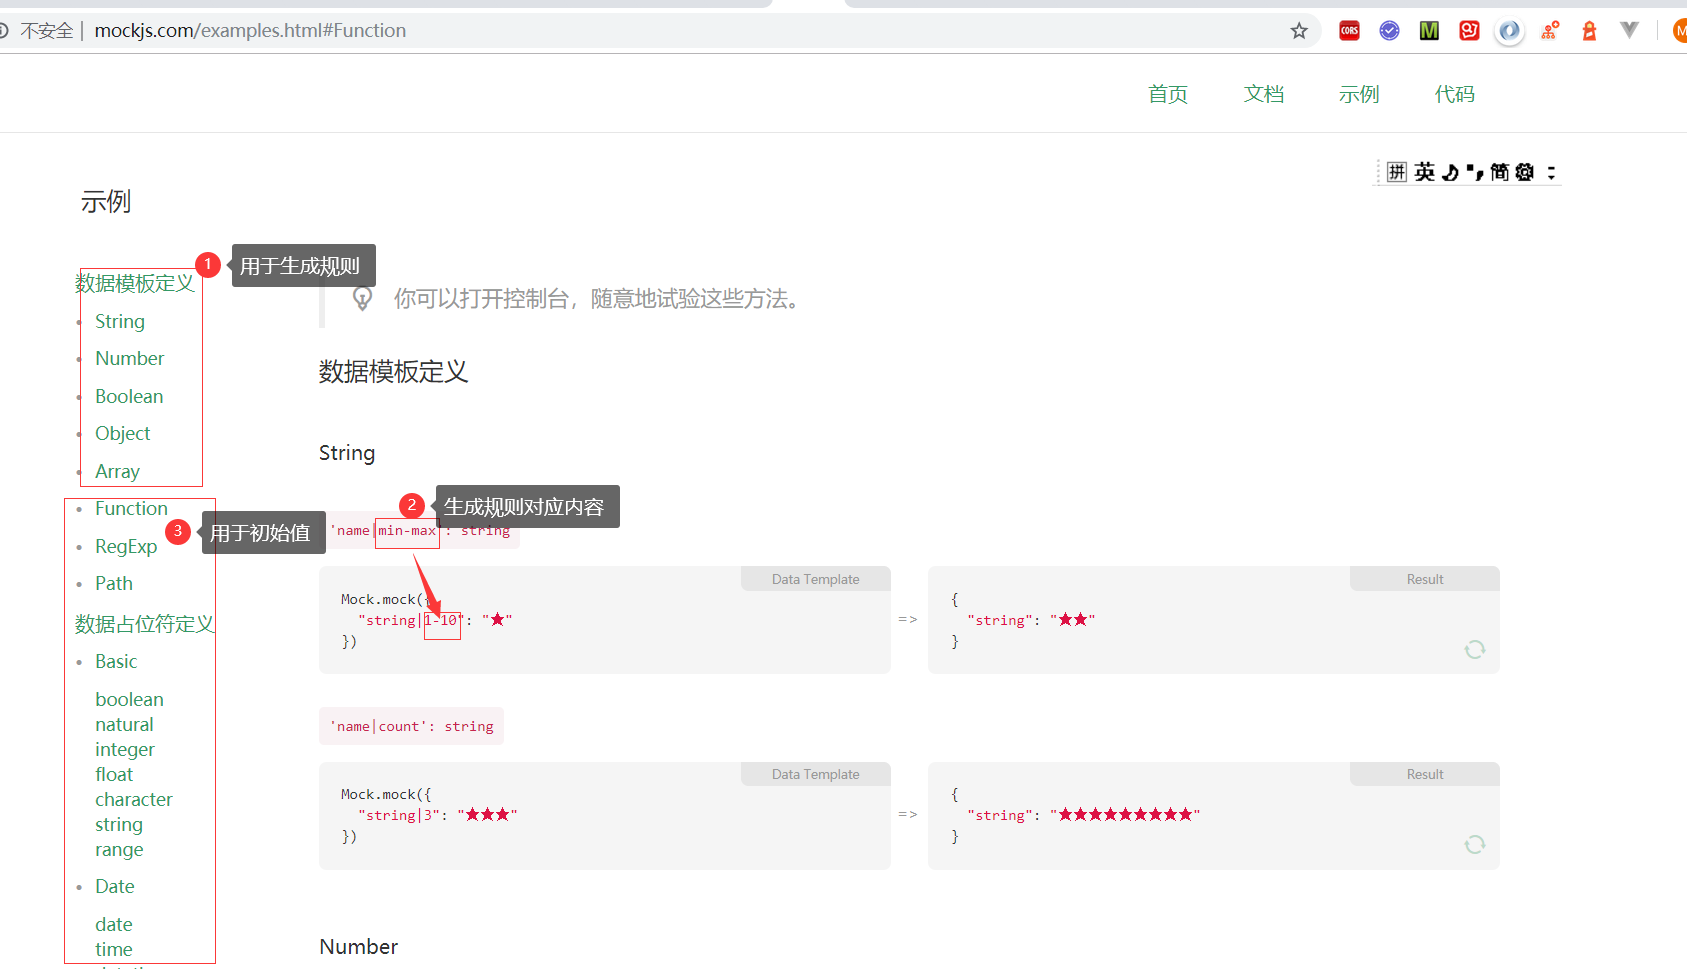 不安全 | mockjs.com/examples.html#Function
CORS
M
首页 文档 示例 代码
拼 英 简
示例
1 用于生成规则
数据模板定义
String
Number
Boolean
Object
Array
Function
3 用于初始值
RegExp
Path
数据占位符定义
Basic
boolean
natural
integer
float
character
string
range
Date
date
time
你可以打开控制台，随意地试验这些方法。
数据模板定义
String
2 生成规则对应内容
'name|min-max': string
Data Template
Mock.mock({
"string|1-10": "★"
})
=>
Result
{
"string": "★★"
}
'name|count': string
Data Template
Mock.mock({
"string|3": "★★★"
})
=>
Result
{
"string": "★★★★★★★★★"
}
Number